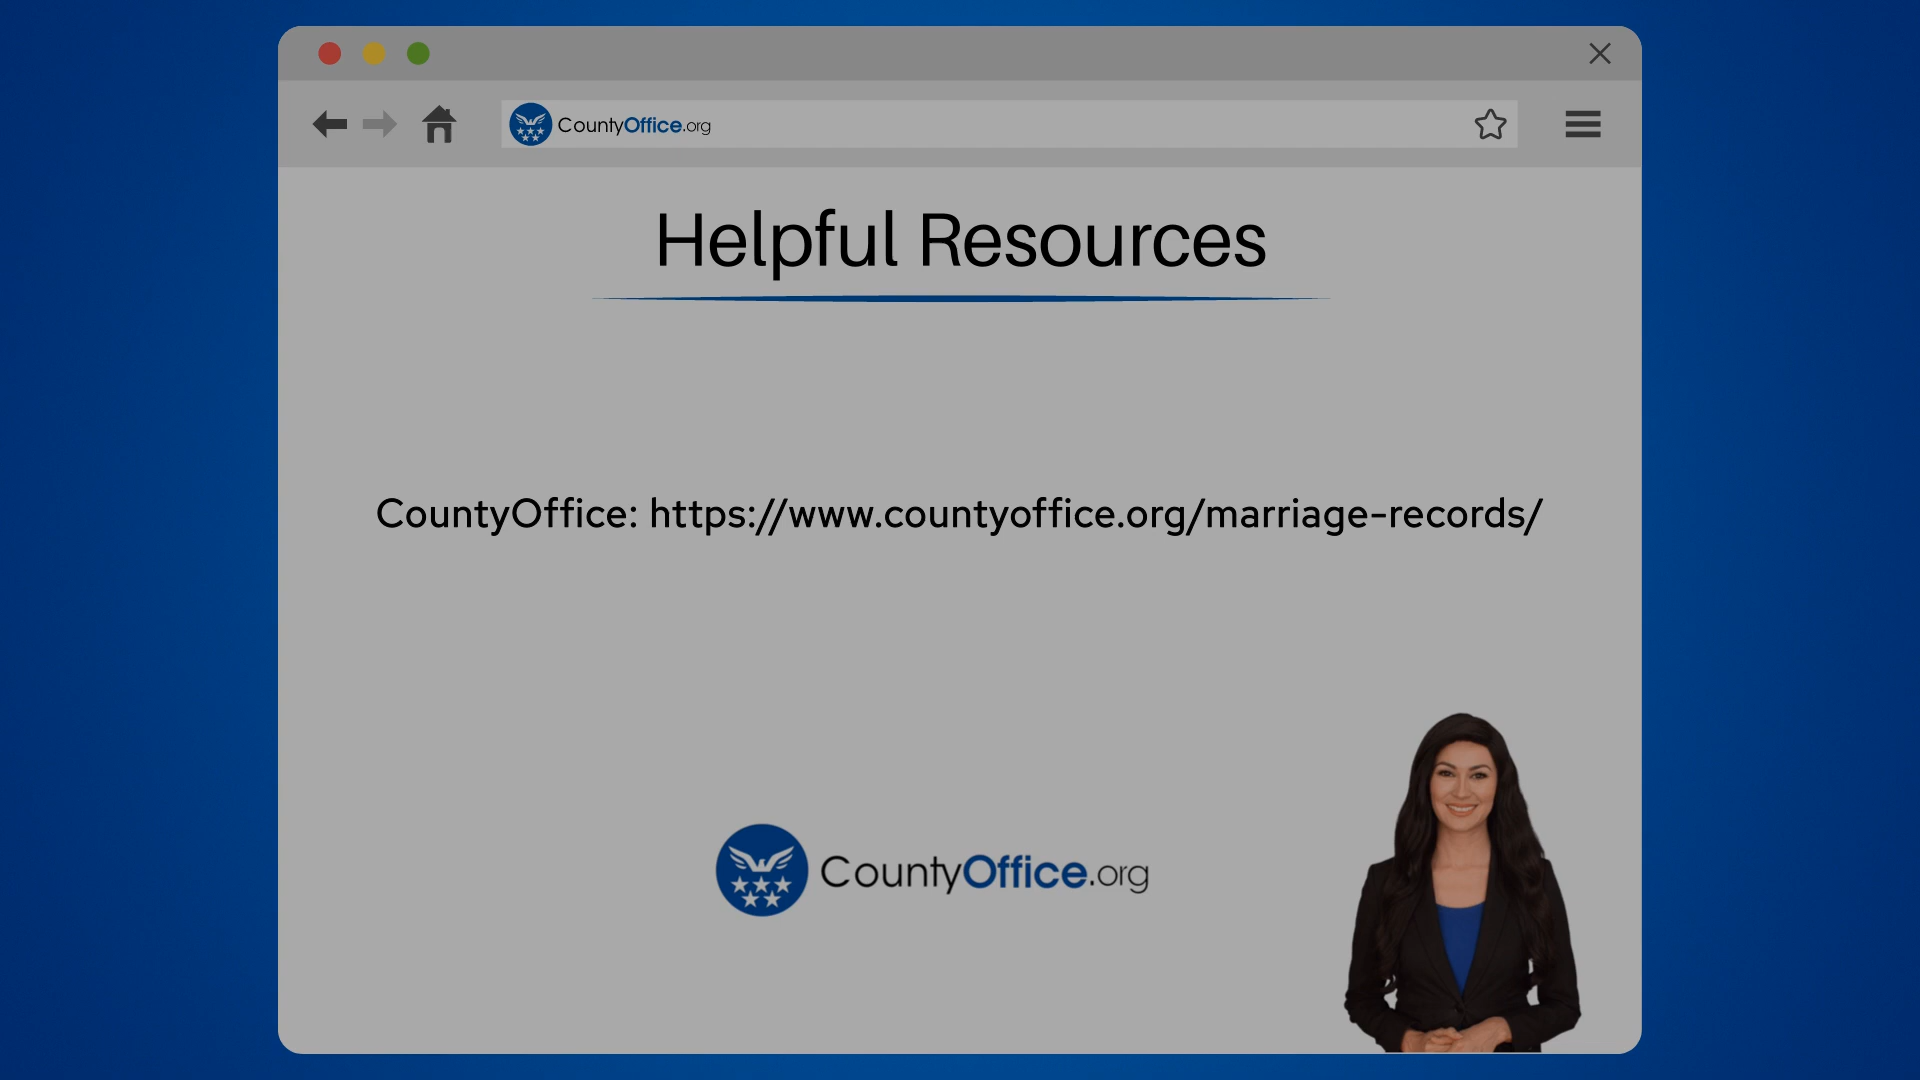 CountyOffice.org
Helpful Resources
CountyOffice: https://www.countyoffice.org/marriage-records/
CountyOffice.org